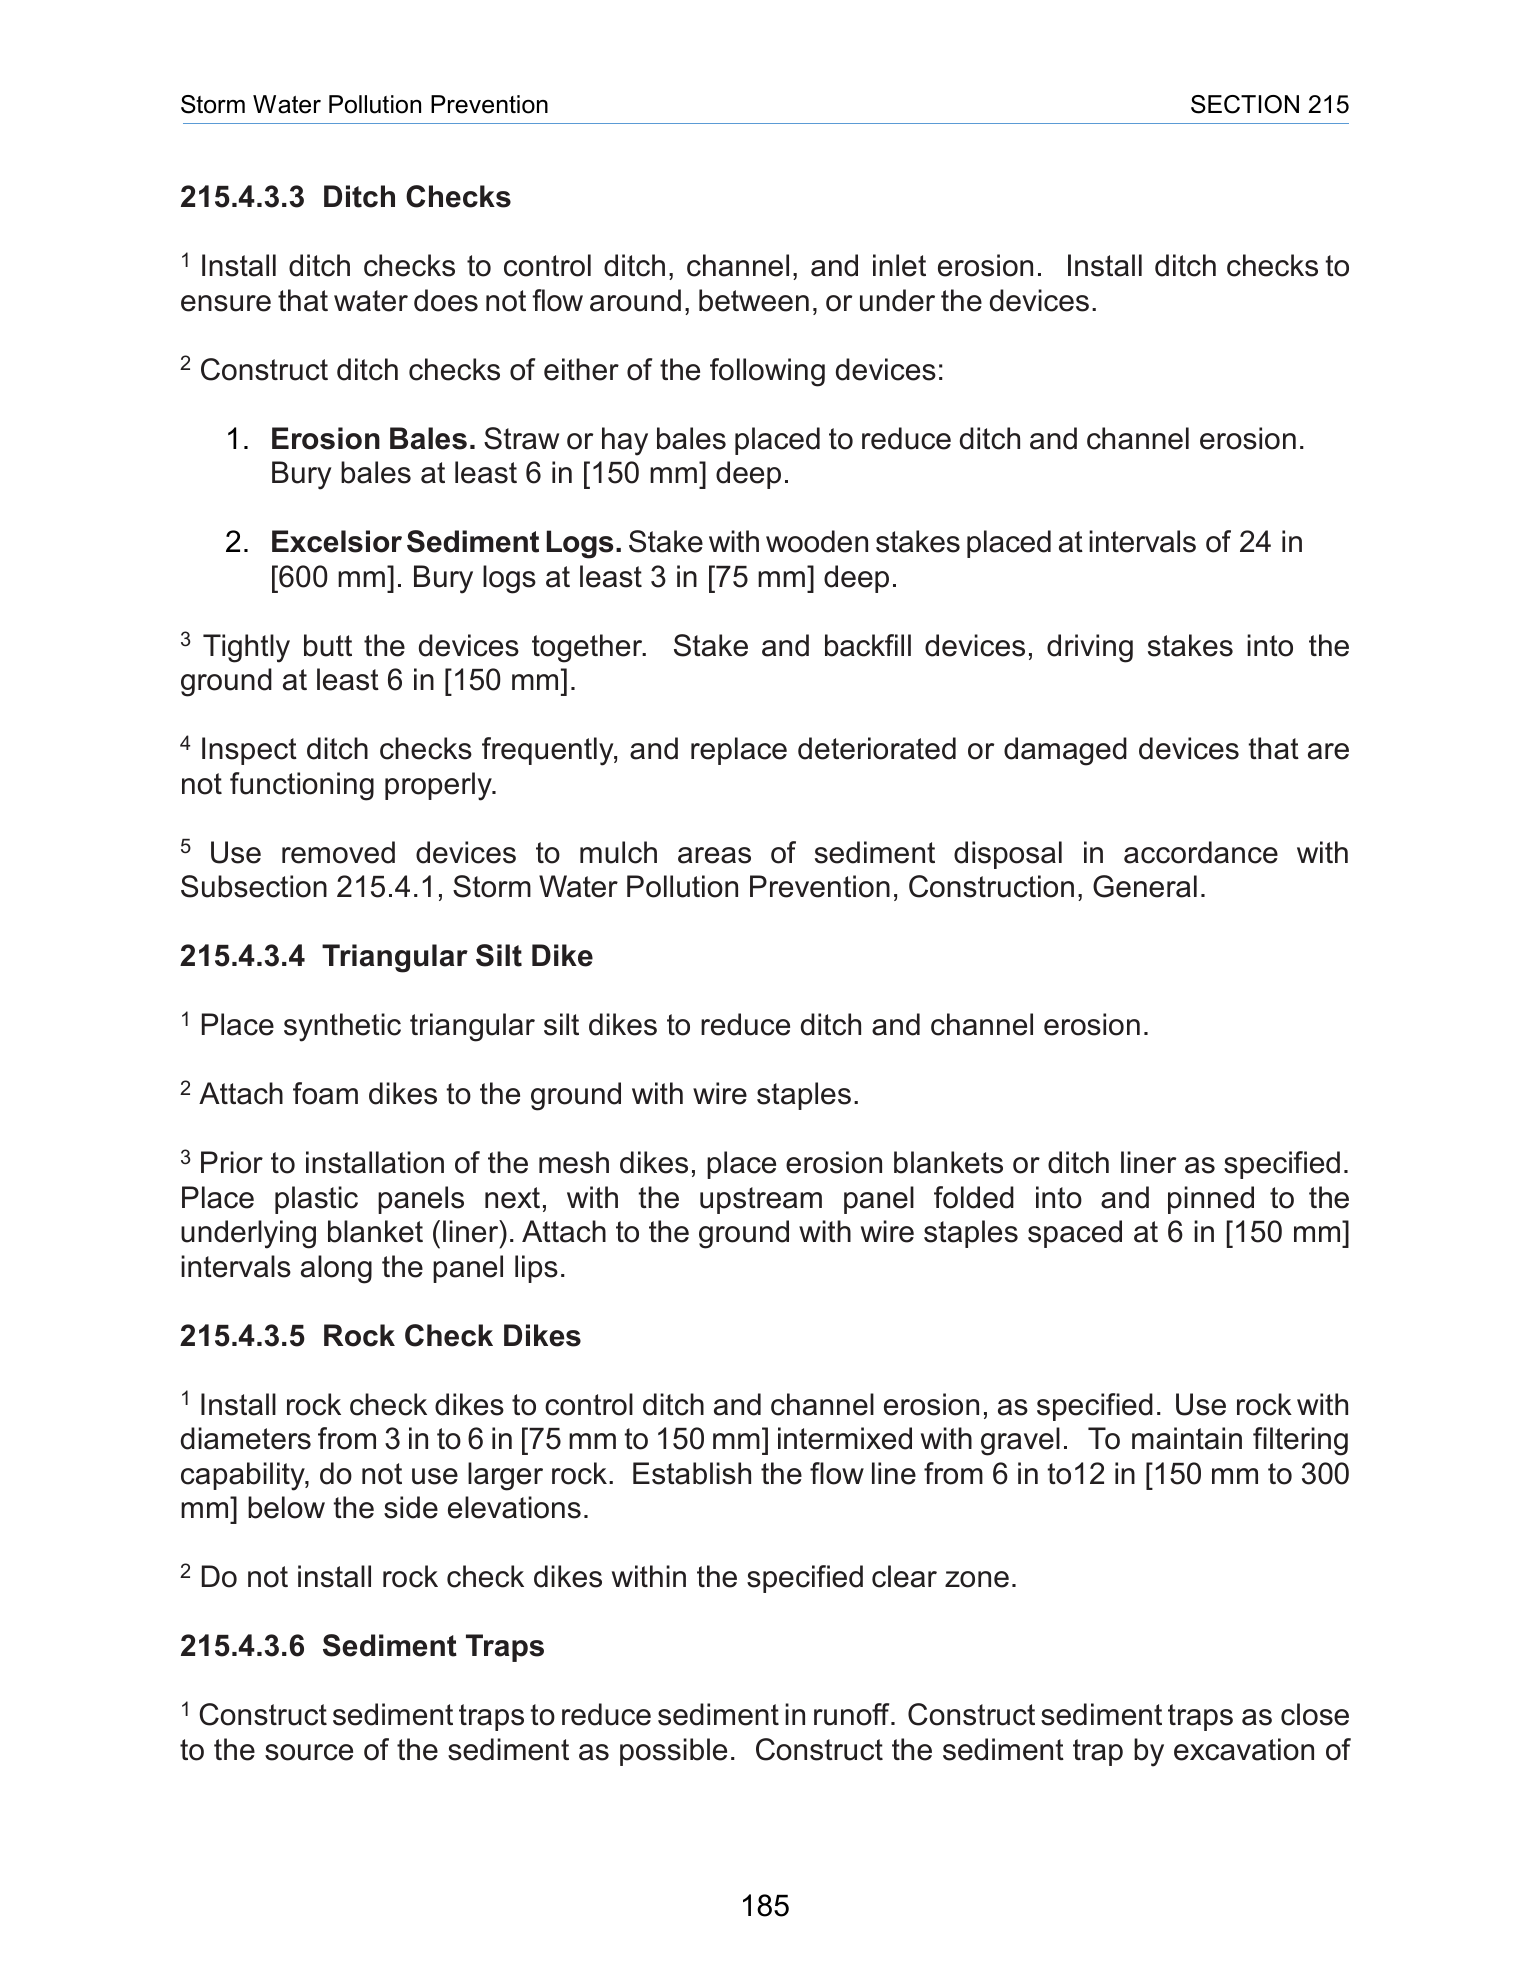 Storm Water Pollution Prevention SECTION 215
215.4.3.3 Ditch Checks
1 Install ditch checks to control ditch, channel, and inlet erosion. Install ditch checks to
ensure that water does not flow around, between, or under the devices.
2 Construct ditch checks of either of the following devices:
1. Erosion Bales. Straw or hay bales placed to reduce ditch and channel erosion.
Bury bales at least 6 in [150 mm] deep.
2. Excelsior Sediment Logs. Stake with wooden stakes placed at intervals of 24 in
[600 mm]. Bury logs at least 3 in [75 mm] deep.
3 Tightly butt the devices together. Stake and backfill devices, driving stakes into the
ground at least 6 in [150 mm].
4 Inspect ditch checks frequently, and replace deteriorated or damaged devices that are
not functioning properly.
5 Use removed devices to mulch areas of sediment disposal in accordance with
Subsection 215.4.1, Storm Water Pollution Prevention, Construction, General.
215.4.3.4 Triangular Silt Dike
1 Place synthetic triangular silt dikes to reduce ditch and channel erosion.
2 Attach foam dikes to the ground with wire staples.
3 Prior to installation of the mesh dikes, place erosion blankets or ditch liner as specified.
Place plastic panels next, with the upstream panel folded into and pinned to the
underlying blanket (liner). Attach to the ground with wire staples spaced at 6 in [150 mm]
intervals along the panel lips.
215.4.3.5 Rock Check Dikes
1 Install rock check dikes to control ditch and channel erosion, as specified. Use rock with
diameters from 3 in to 6 in [75 mm to 150 mm] intermixed with gravel. To maintain filtering
capability, do not use larger rock. Establish the flow line from 6 in to12 in [150 mm to 300
mm] below the side elevations.
2 Do not install rock check dikes within the specified clear zone.
215.4.3.6 Sediment Traps
1 Construct sediment traps to reduce sediment in runoff. Construct sediment traps as close
to the source of the sediment as possible. Construct the sediment trap by excavation of
185